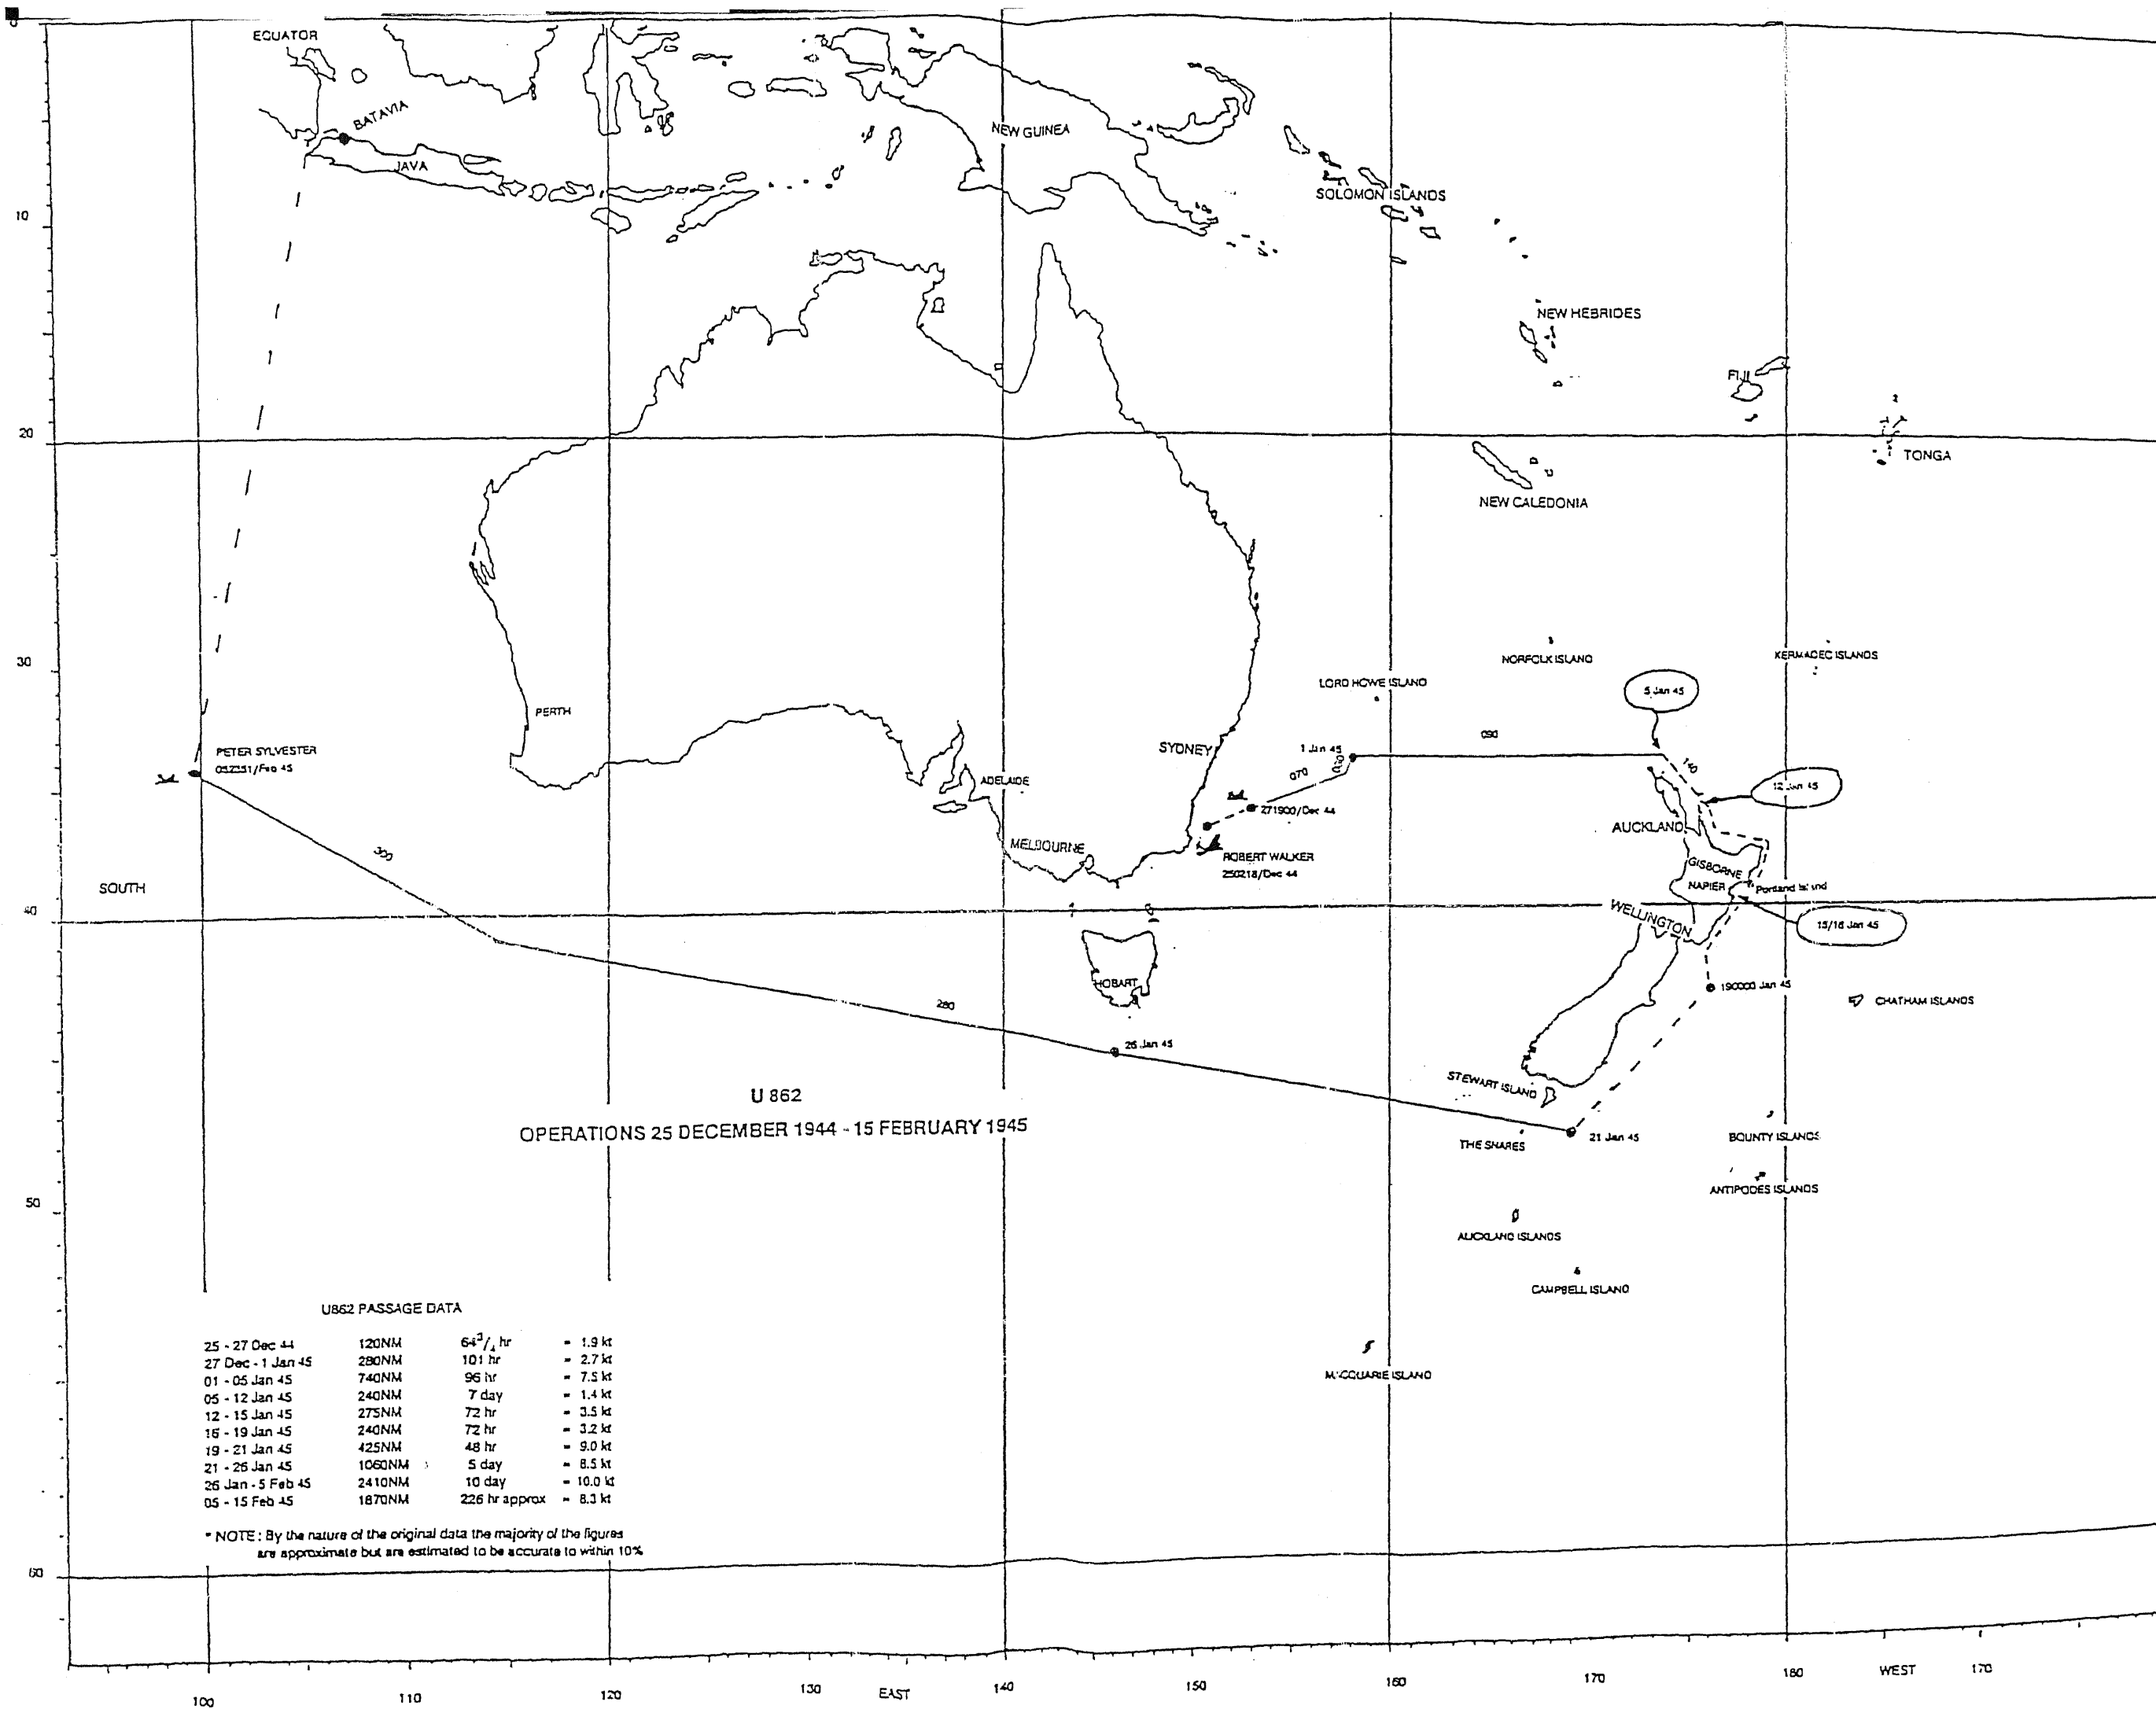 0
EQUATOR
BATAVIA
JAVA
NEW GUINEA
SOLOMON ISLANDS
10
NEW HEBRIDES
FIJI
20
TONGA
NEW CALEDONIA
30
NORFOLK ISLAND
KERMADEC ISLANDS
LORD HOWE ISLAND
5 Jan 45
PERTH
SYDNEY
1 Jan 45
090
PETER SYLVESTER
052351/Feb 45
ADELAIDE
070
140
12 Jan 45
271900/Dec 44
AUCKLAND
MELBOURNE
ROBERT WALKER
250218/Dec 44
300
GISBORNE
NAPIER
Portland Island
SOUTH
40
WELLINGTON
15/16 Jan 45
HOBART
190000 Jan 45
CHATHAM ISLANDS
280
26 Jan 45
STEWART ISLAND
U 862
OPERATIONS 25 DECEMBER 1944 - 15 FEBRUARY 1945
21 Jan 45
THE SNARES
BOUNTY ISLANDS
ANTIPODES ISLANDS
50
AUCKLAND ISLANDS
CAMPBELL ISLAND
MACQUARIE ISLAND
U862 PASSAGE DATA
25 - 27 Dec 44 120NM 64 3/4 hr = 1.9 kt
27 Dec - 1 Jan 45 280NM 101 hr = 2.7 kt
01 - 05 Jan 45 740NM 96 hr = 7.5 kt
05 - 12 Jan 45 240NM 7 day = 1.4 kt
12 - 15 Jan 45 275NM 72 hr = 3.5 kt
16 - 19 Jan 45 240NM 72 hr = 3.2 kt
19 - 21 Jan 45 425NM 48 hr = 9.0 kt
21 - 26 Jan 45 1060NM 5 day = 8.5 kt
26 Jan - 5 Feb 45 2410NM 10 day = 10.0 kt
05 - 15 Feb 45 1870NM 226 hr approx = 8.3 kt
* NOTE : By the nature of the original data the majority of the figures
are approximate but are estimated to be accurate to within 10%
60
100 110 120 130 EAST 140 150 160 170 180 WEST 170